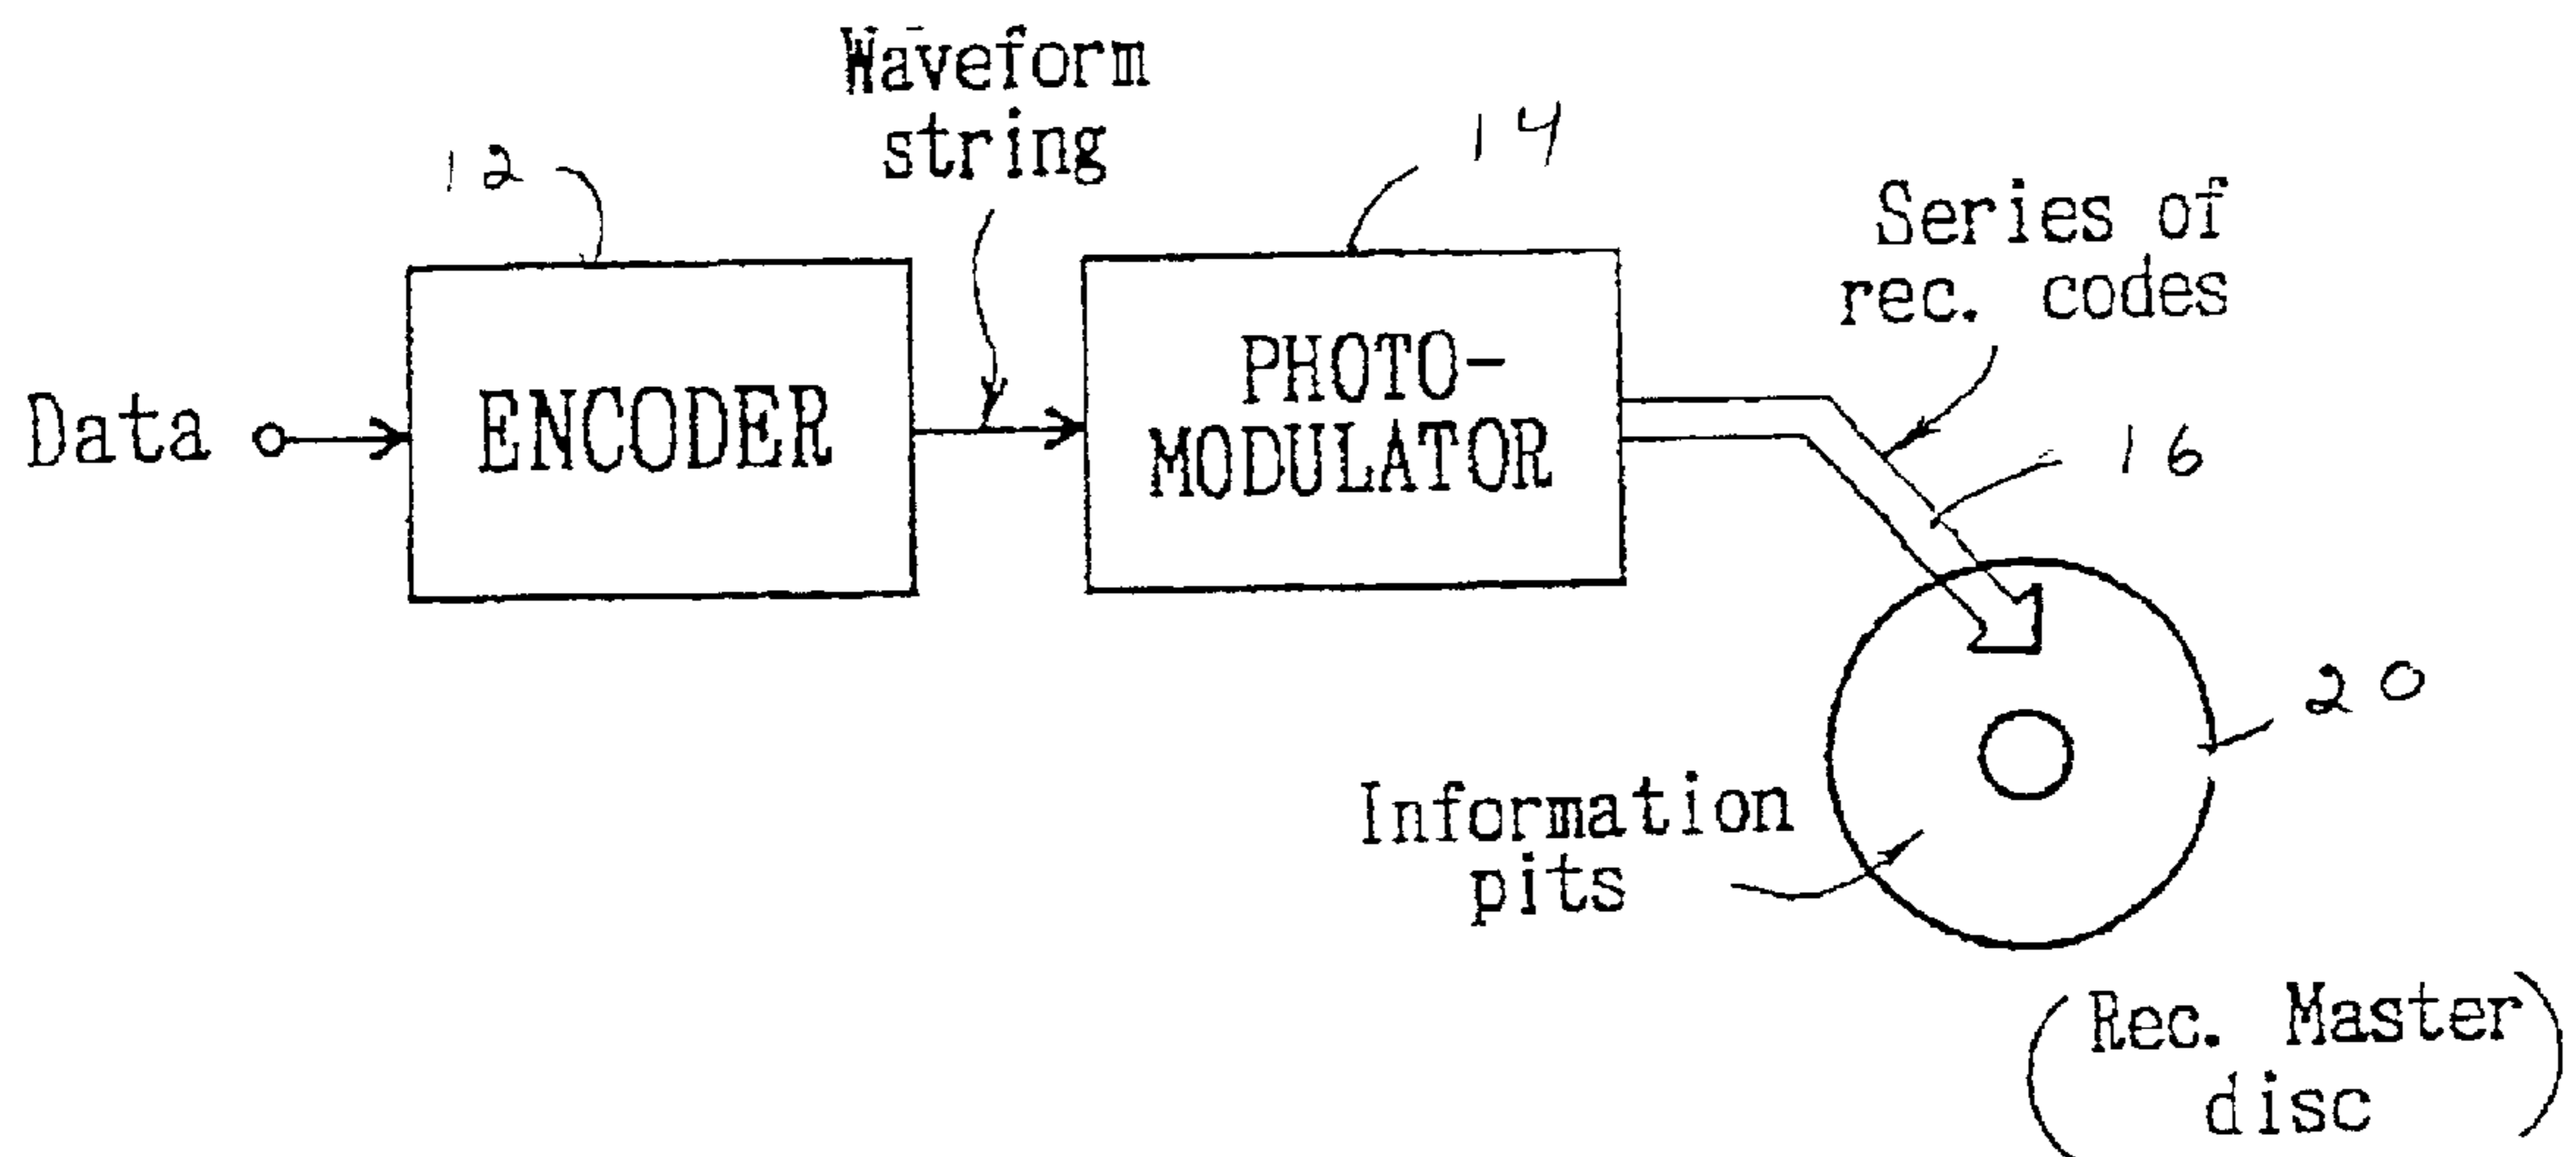 Waveform
string
12
14
Series of
rec. codes
Data
ENCODER
PHOTO-
MODULATOR
16
20
Information
pits
(Rec. Master
disc)